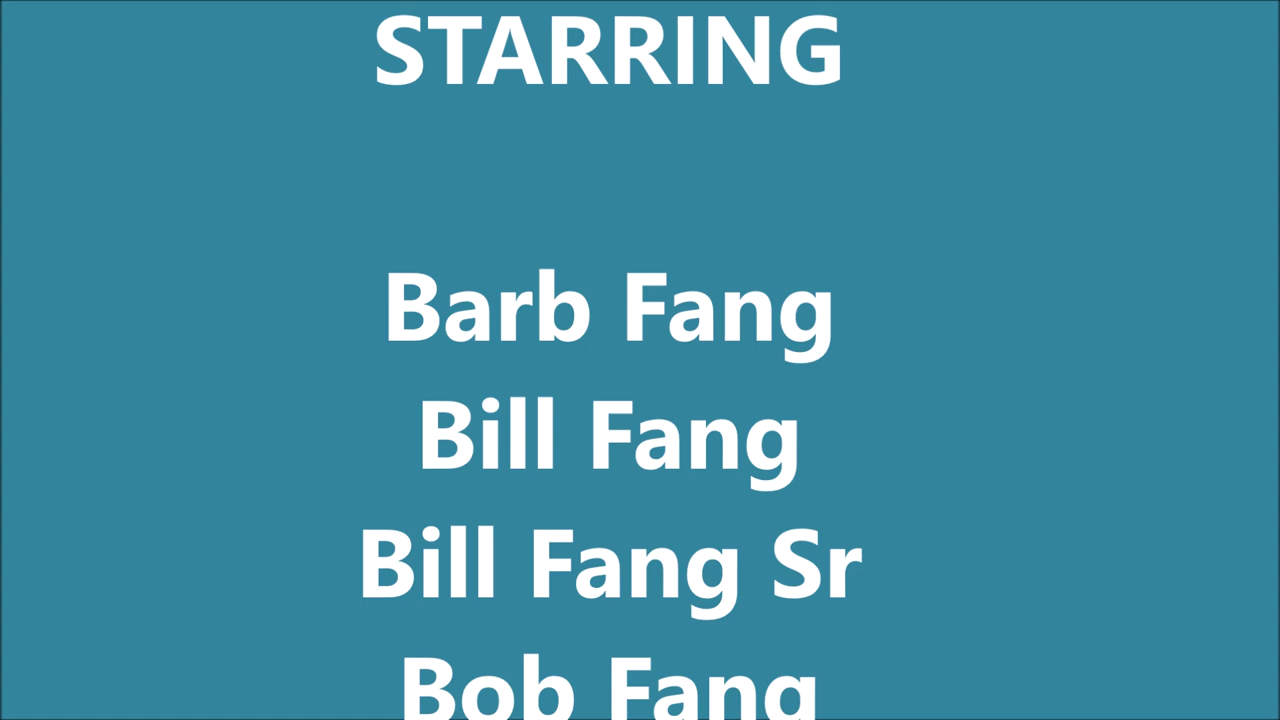 STARRING
Barb Fang
Bill Fang
Bill Fang Sr
Bob Fang